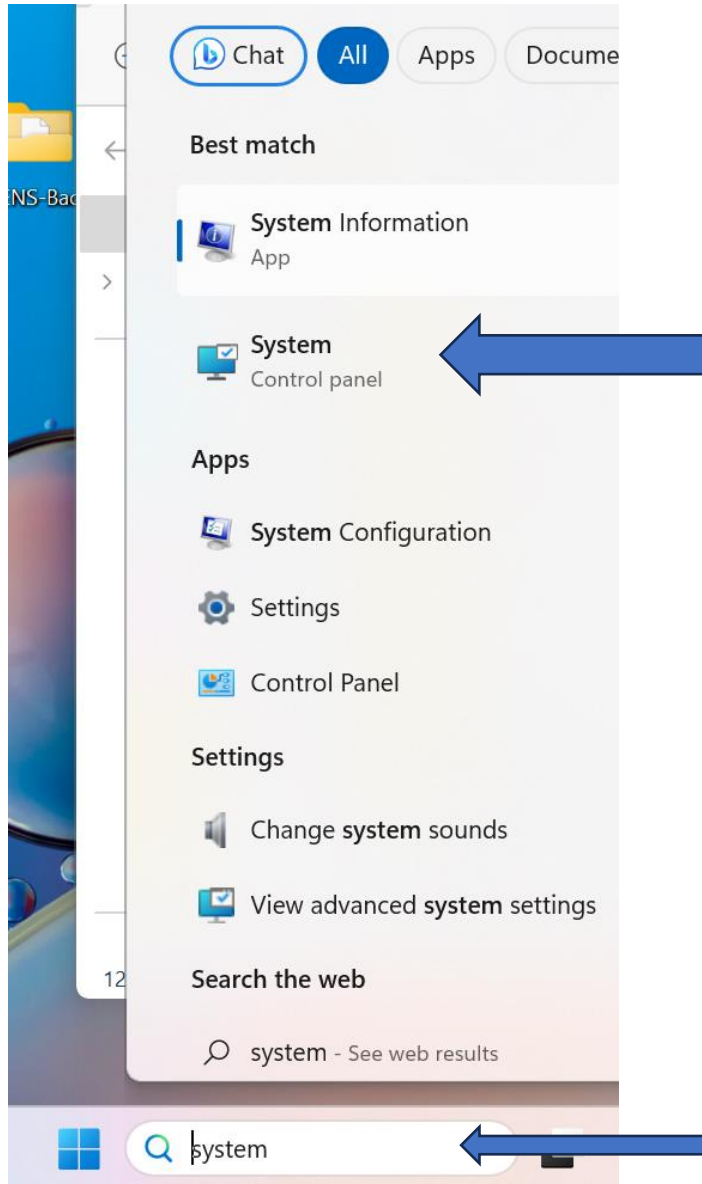 Chat All Apps Docume
Best match
ENS-Bac
System Information
App
System
Control panel
Apps
System Configuration
Settings
Control Panel
Settings
Change system sounds
View advanced system settings
12
Search the web
system - See web results
system